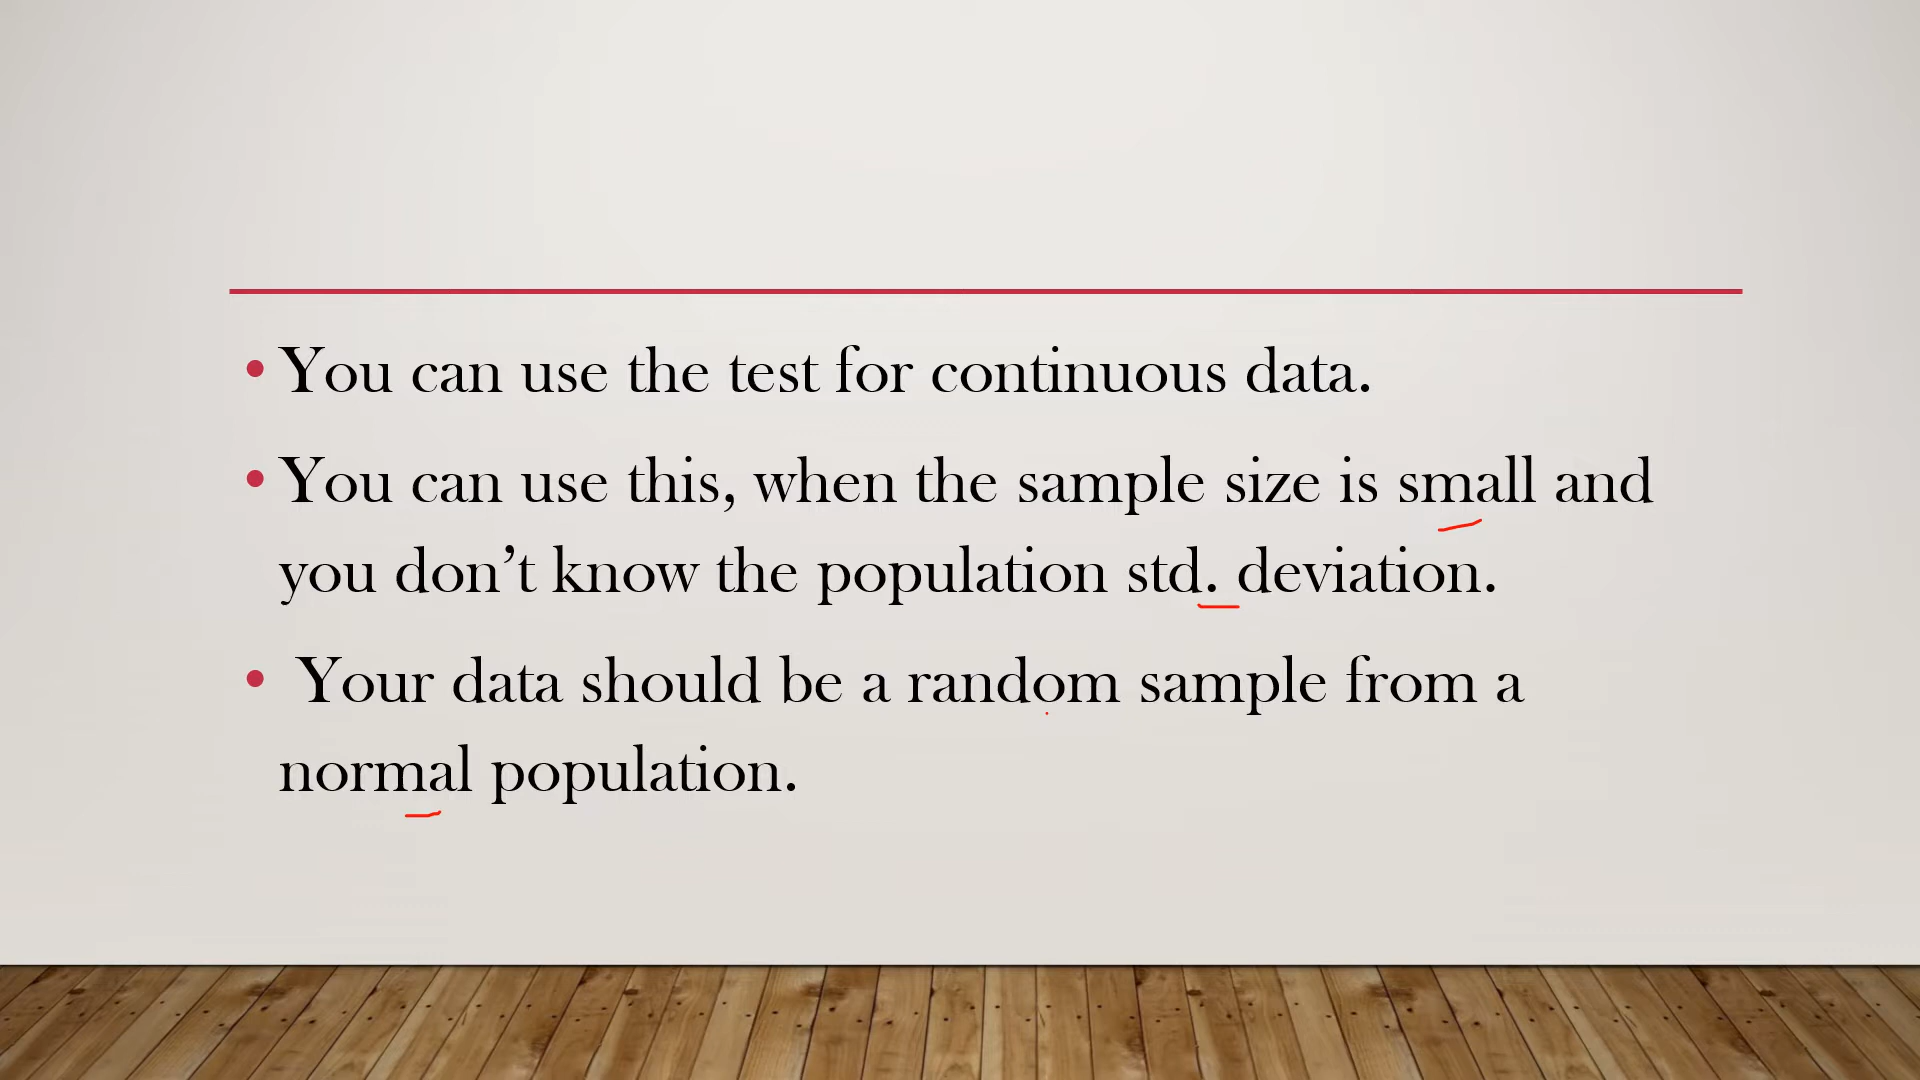 • You can use the test for continuous data.
• You can use this, when the sample size is small and
you don’t know the population std. deviation.
• Your data should be a random sample from a
normal population.